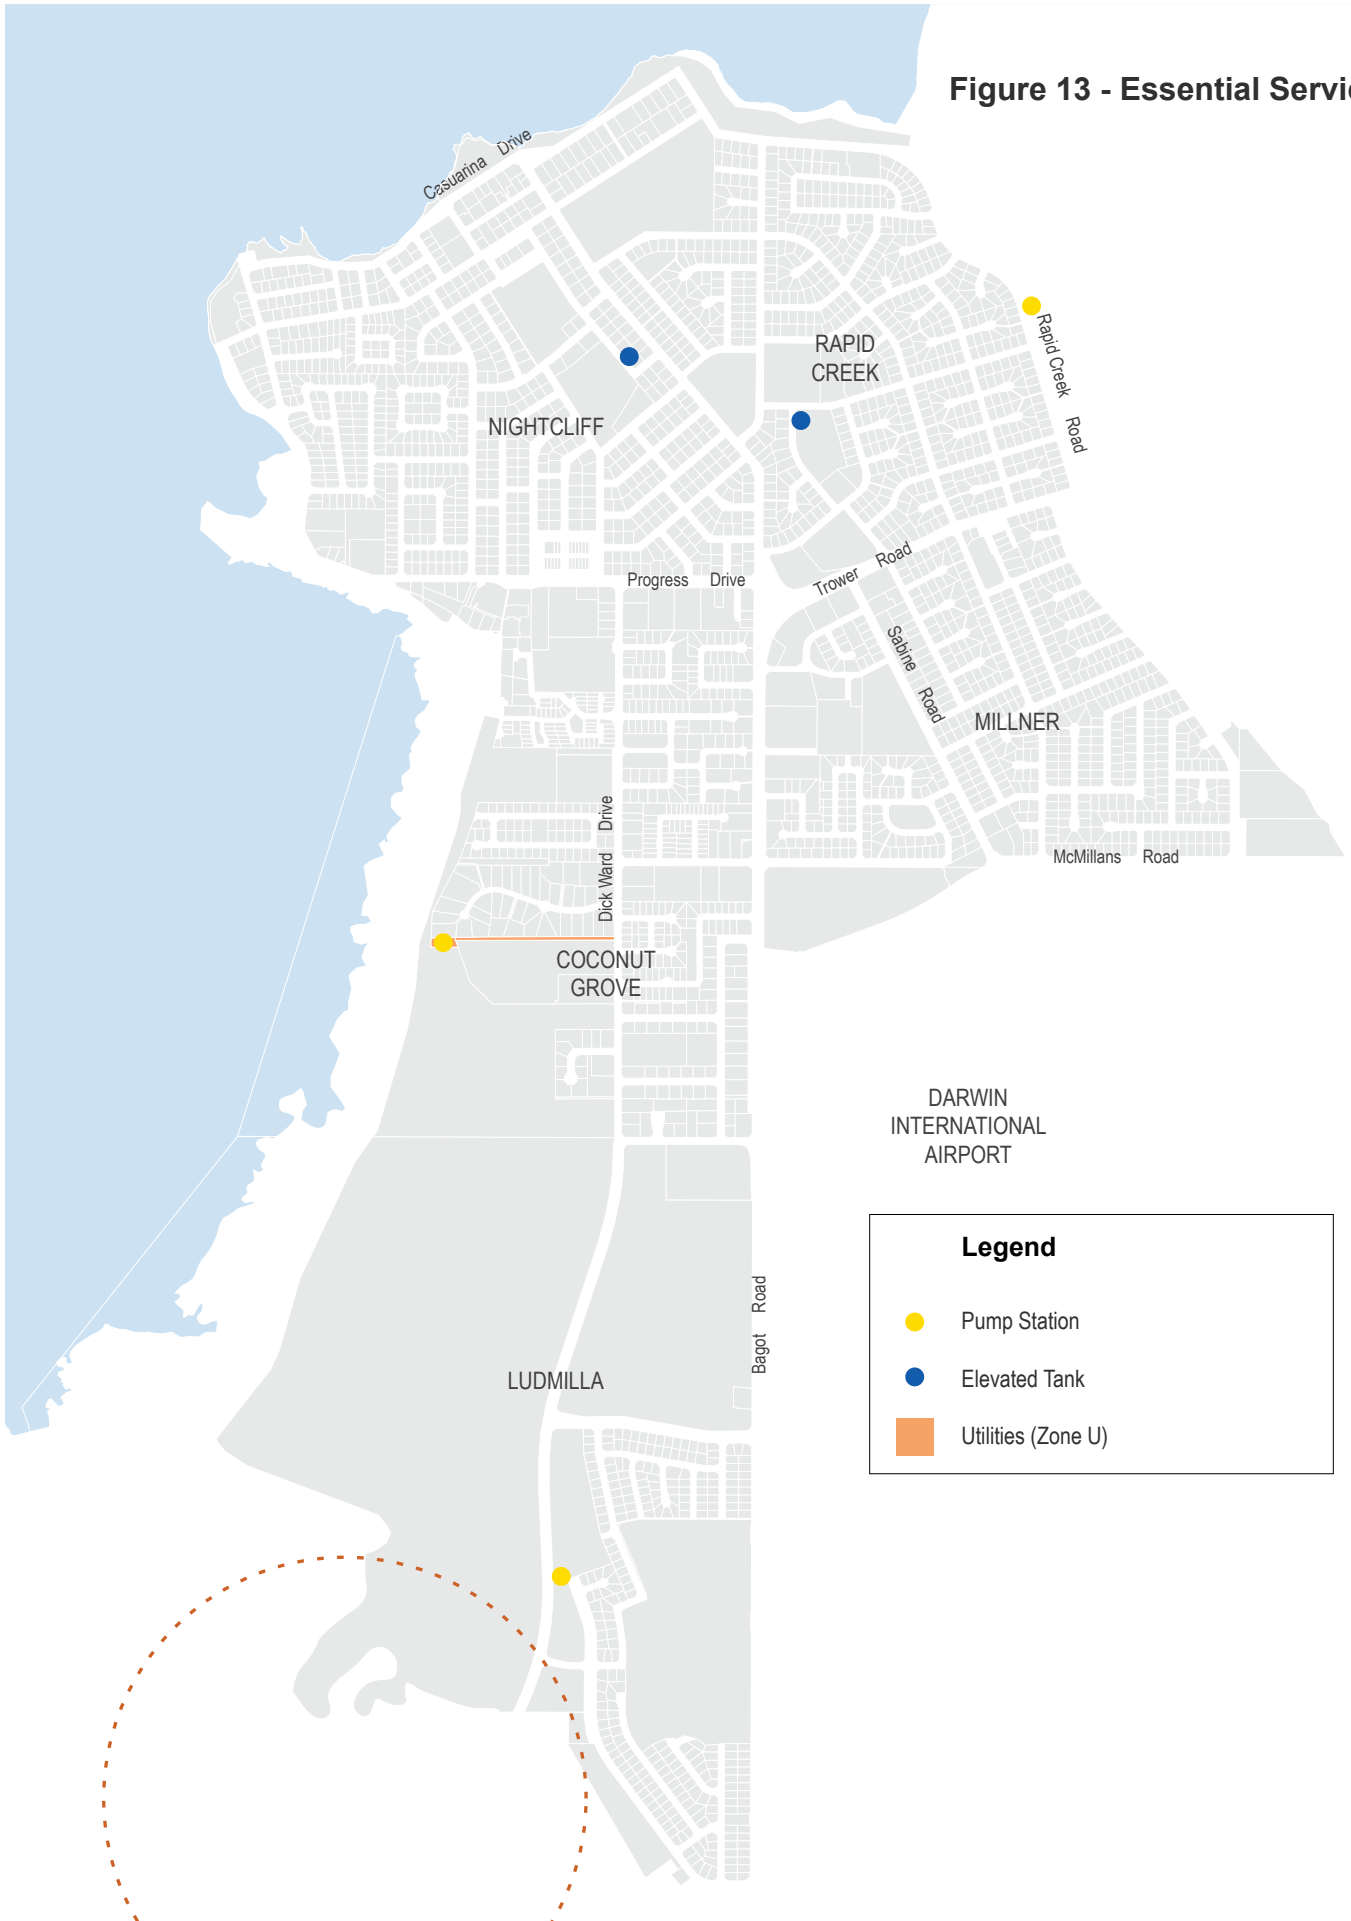 Figure 13 - Essential Servi
Casuarina Drive
Rapid Creek Road
RAPID
CREEK
NIGHTCLIFF
Progress Drive
Trower Road
Sabine Road
MILLNER
Dick Ward Drive
McMillans Road
COCONUT
GROVE
DARWIN
INTERNATIONAL
AIRPORT
Bagot Road
LUDMILLA
Legend
Pump Station
Elevated Tank
Utilities (Zone U)